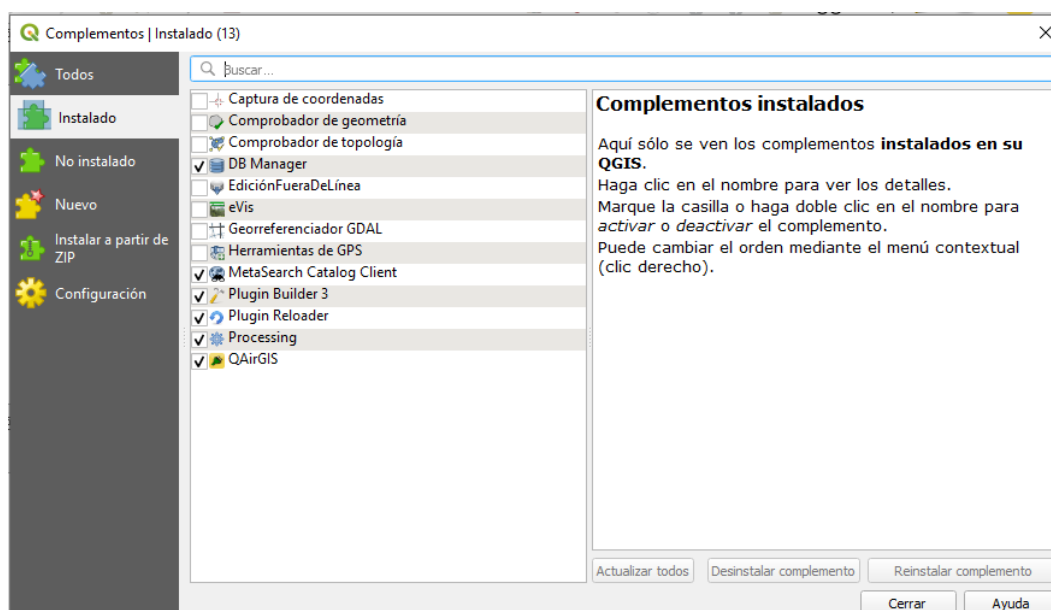 Complementos | Instalado (13)
Todos
Instalado
No instalado
Nuevo
Instalar a partir de
ZIP
Configuración
Buscar...
Captura de coordenadas
Comprobador de geometría
Comprobador de topología
DB Manager
EdiciónFueraDeLínea
eVis
Georreferenciador GDAL
Herramientas de GPS
MetaSearch Catalog Client
Plugin Builder 3
Plugin Reloader
Processing
QAirGIS
Complementos instalados
Aquí sólo se ven los complementos instalados en su
QGIS.
Haga clic en el nombre para ver los detalles.
Marque la casilla o haga doble clic en el nombre para
activar o deactivar el complemento.
Puede cambiar el orden mediante el menú contextual
(clic derecho).
Actualizar todos
Desinstalar complemento
Reinstalar complemento
Cerrar
Ayuda